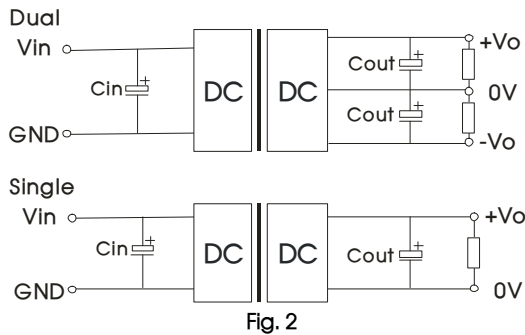 Dual
Vin
+Vo
Cin
+
DC
DC
Cout
+
0V
Cout
+
GND
-Vo
Single
Vin
+Vo
Cin
+
DC
DC
Cout
+
GND
0V
Fig. 2